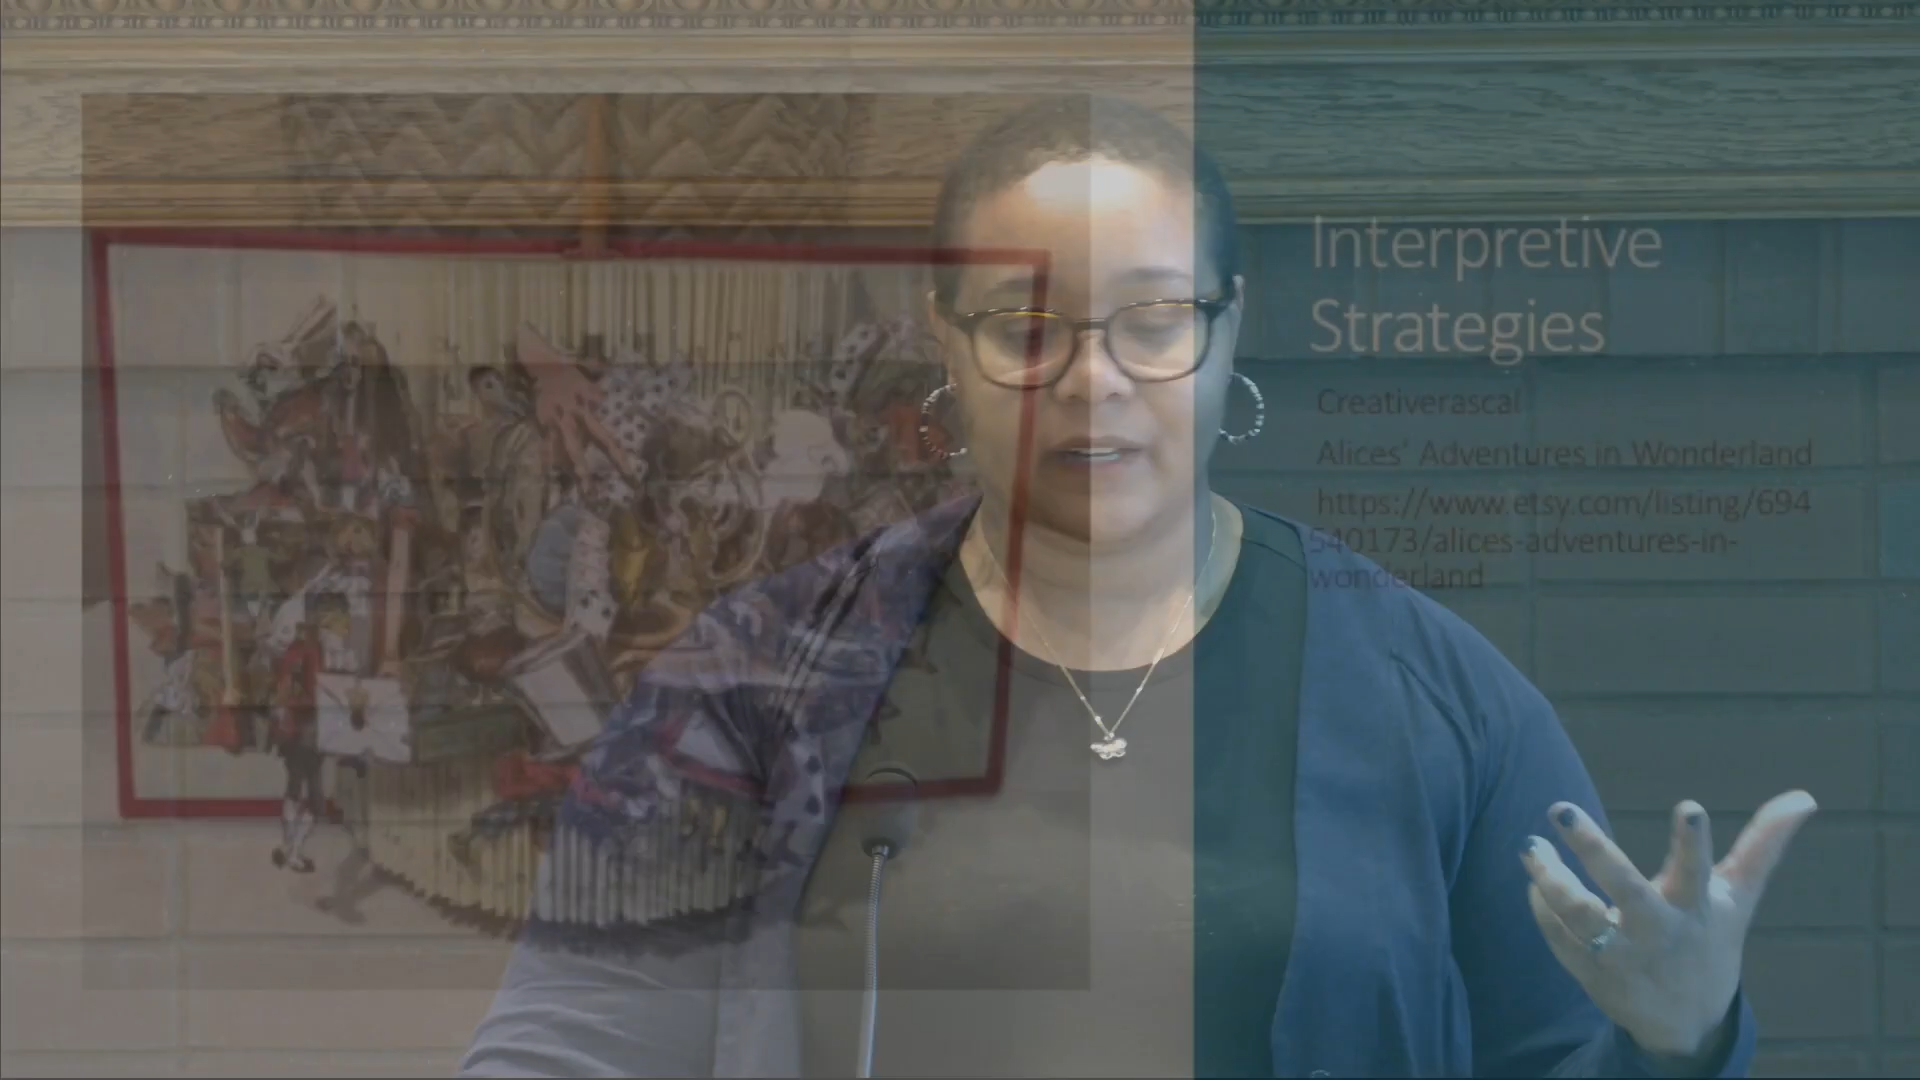 Interpretive
Strategies
Creativerascal
Alices' Adventures in Wonderland
https://www.etsy.com/listing/694
540173/alices-adventures-in-
wonderland